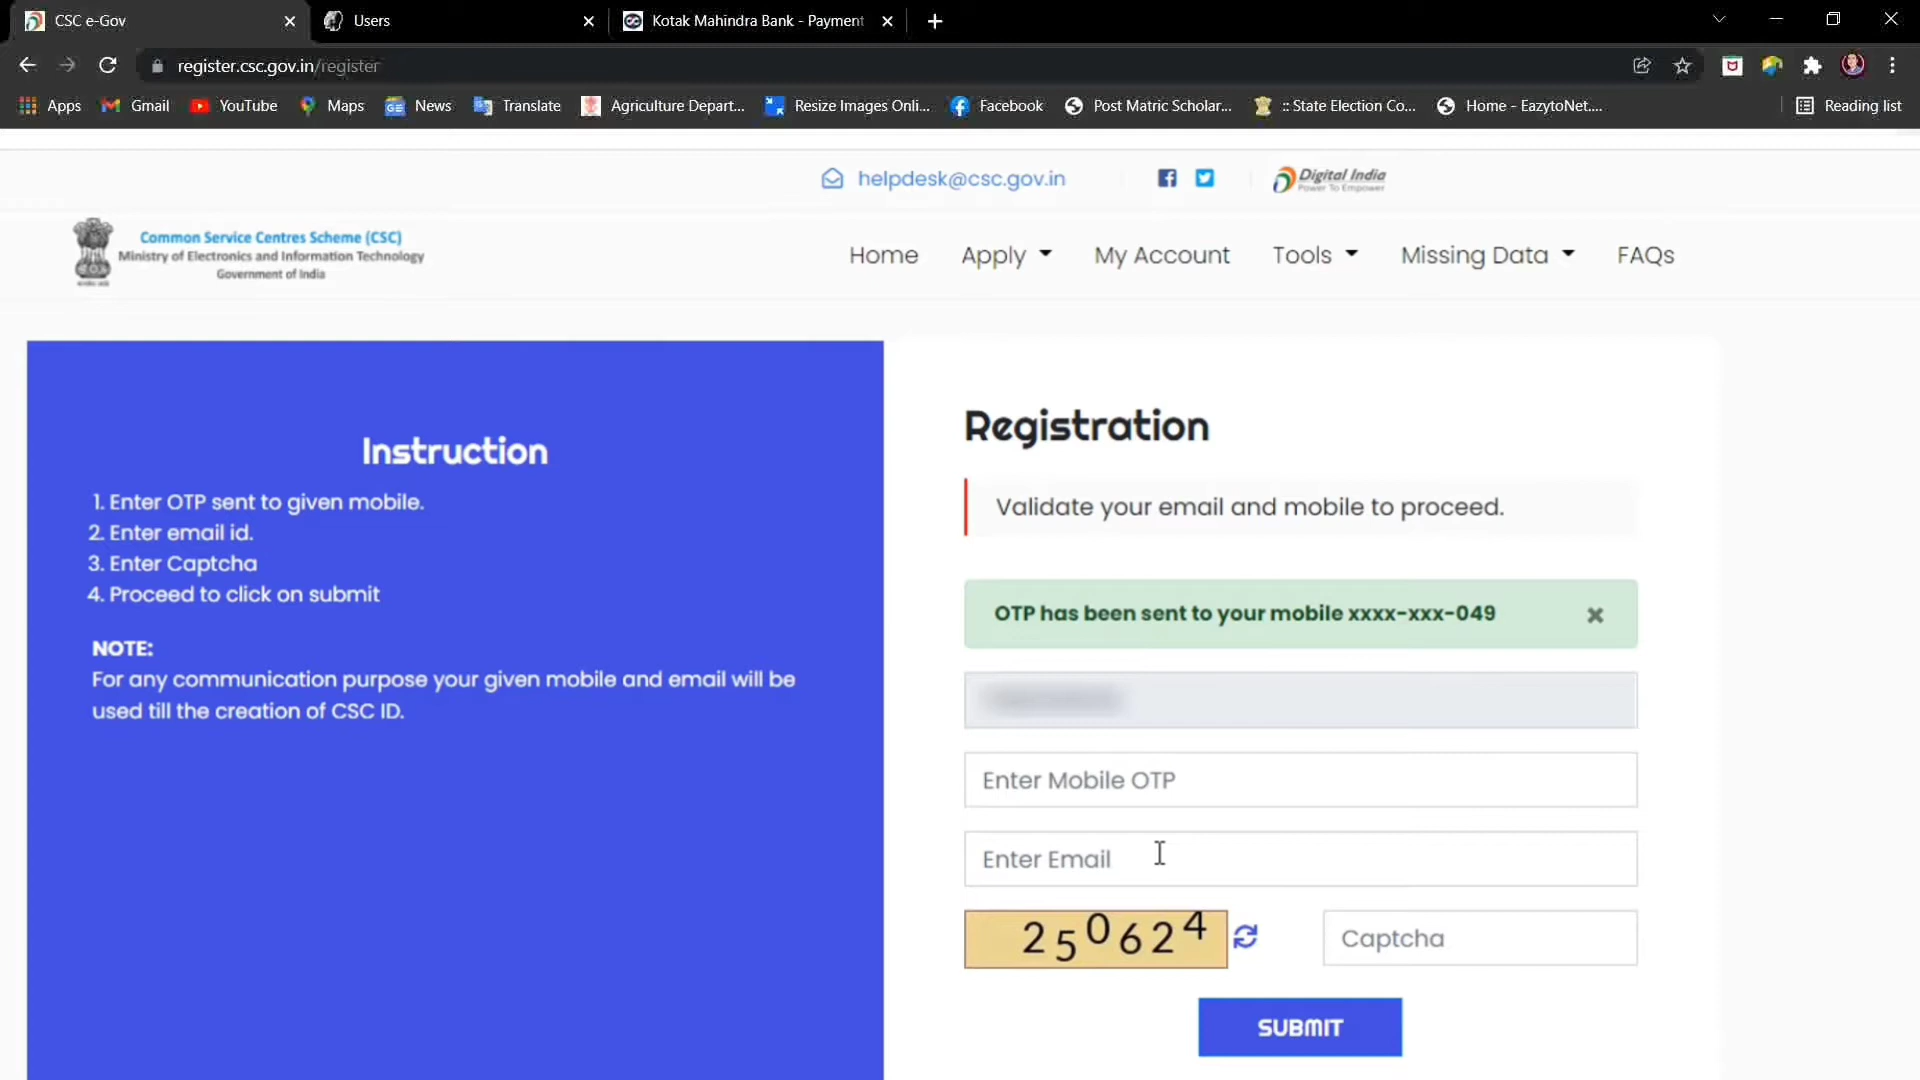 CSC e-Gov
Users
Kotak Mahindra Bank - Payment
register.csc.gov.in/register
Apps
Gmail
YouTube
Maps
News
Translate
Agriculture Depart...
Resize Images Onli...
Facebook
Post Matric Scholar...
:: State Election Co...
Home - EazytoNet....
Reading list
helpdesk@csc.gov.in
Digital India
Power To Empower
Common Service Centres Scheme (CSC)
Ministry of Electronics and Information Technology
Government of India
Home
Apply
My Account
Tools
Missing Data
FAQs
Instruction
1. Enter OTP sent to given mobile.
2. Enter email id.
3. Enter Captcha
4. Proceed to click on submit
NOTE:
For any communication purpose your given mobile and email will be
used till the creation of CSC ID.
Registration
Validate your email and mobile to proceed.
OTP has been sent to your mobile xxxx-xxx-049
Enter Mobile OTP
Enter Email
250624
Captcha
SUBMIT